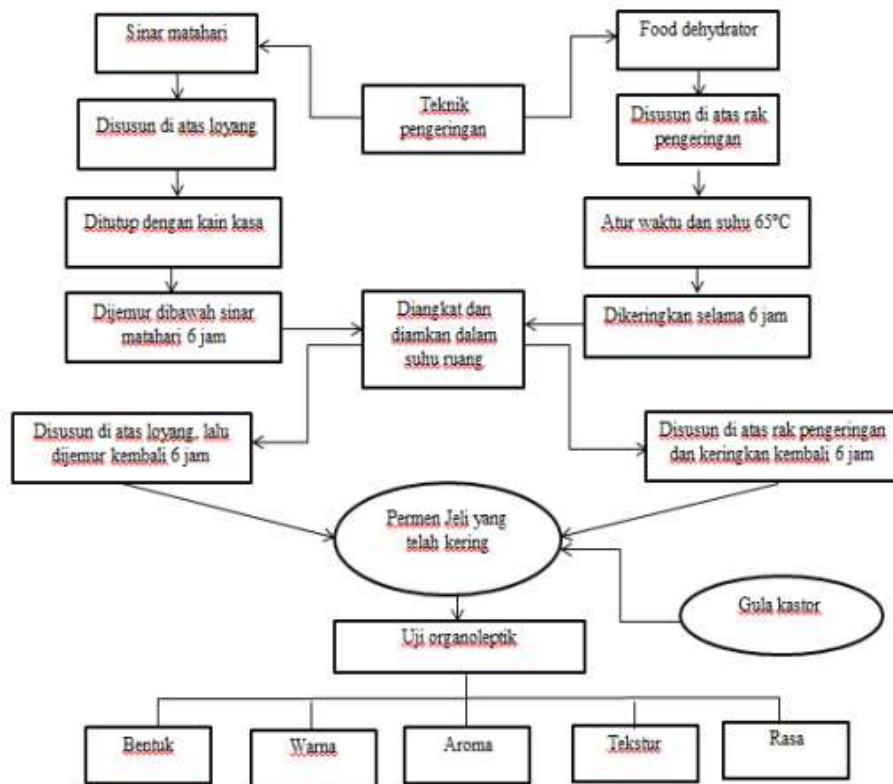 Sinar matahari
Food dehydrator
Teknik
pengeringan
Disusun di atas loyang
Disusun di atas rak
pengeringan
Ditutup dengan kain kasa
Atur waktu dan suhu 65°C
Dijemur dibawah sinar
matahari 6 jam
Diangkat dan
diamkan dalam
suhu ruang
Dikeringkan selama 6 jam
Disusun di atas loyang, lalu
dijemur kembali 6 jam
Disusun di atas rak pengeringan
dan keringkan kembali 6 jam
Permen Jeli yang
telah kering
Gula kastor
Uji organoleptik
Bentuk
Warna
Aroma
Tekstur
Rasa